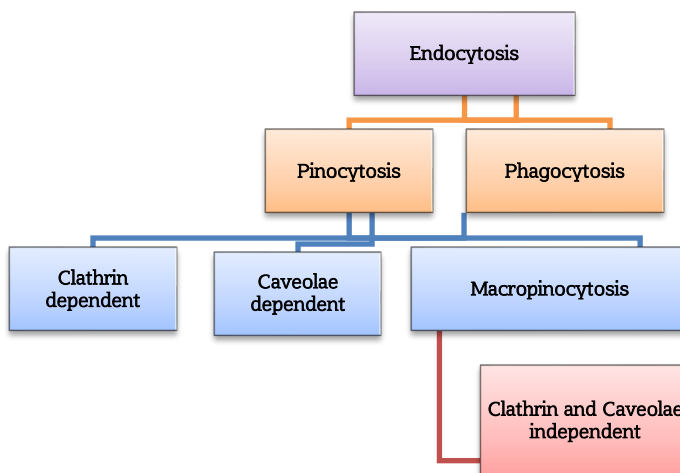 Endocytosis
Pinocytosis
Phagocytosis
Clathrin
dependent
Caveolae
dependent
Macropinocytosis
Clathrin and Caveolae
independent